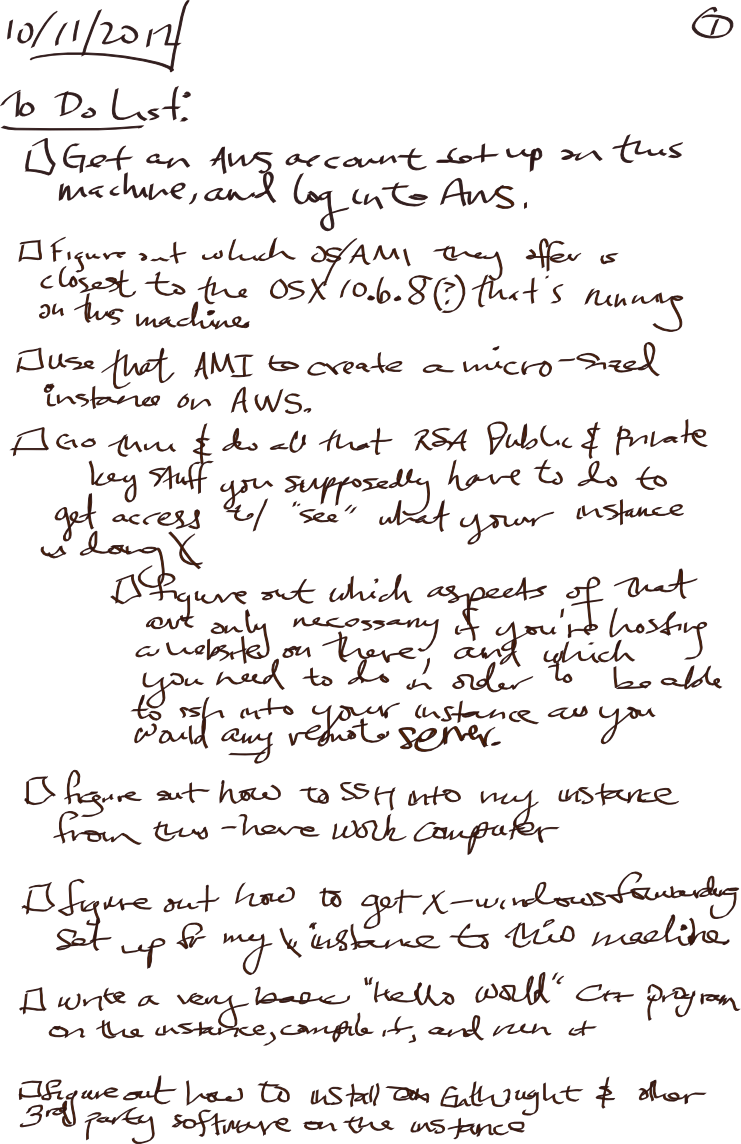 10/11/2012
①
To Do List:
Get an AWS account set up on this
machine, and log into AWS.
Figure out which OS/AMI they offer is
closest to the OSX 10.6.8(?) that's running
on this machine
Use that AMI to create a micro-sized
instance on AWS.
Go thru & do all that RSA Public & Private
key stuff you supposedly have to do to
get access to/ "see" what your instance
is doing
Figure out which aspects of that
are only necessary if you're hosting
a website on there, and which
you need to do in order to be able
to ssh into your instance as you
would any remote server.
Figure out how to SSH into my instance
from this-here work computer
Figure out how to get X-windows forwarding
set up fr my instance to this machine
Write a very basic "Hello World" C++ program
on the instance, compile it, and run it
Figure out how to install Enthought & other
3rd party software on the instance